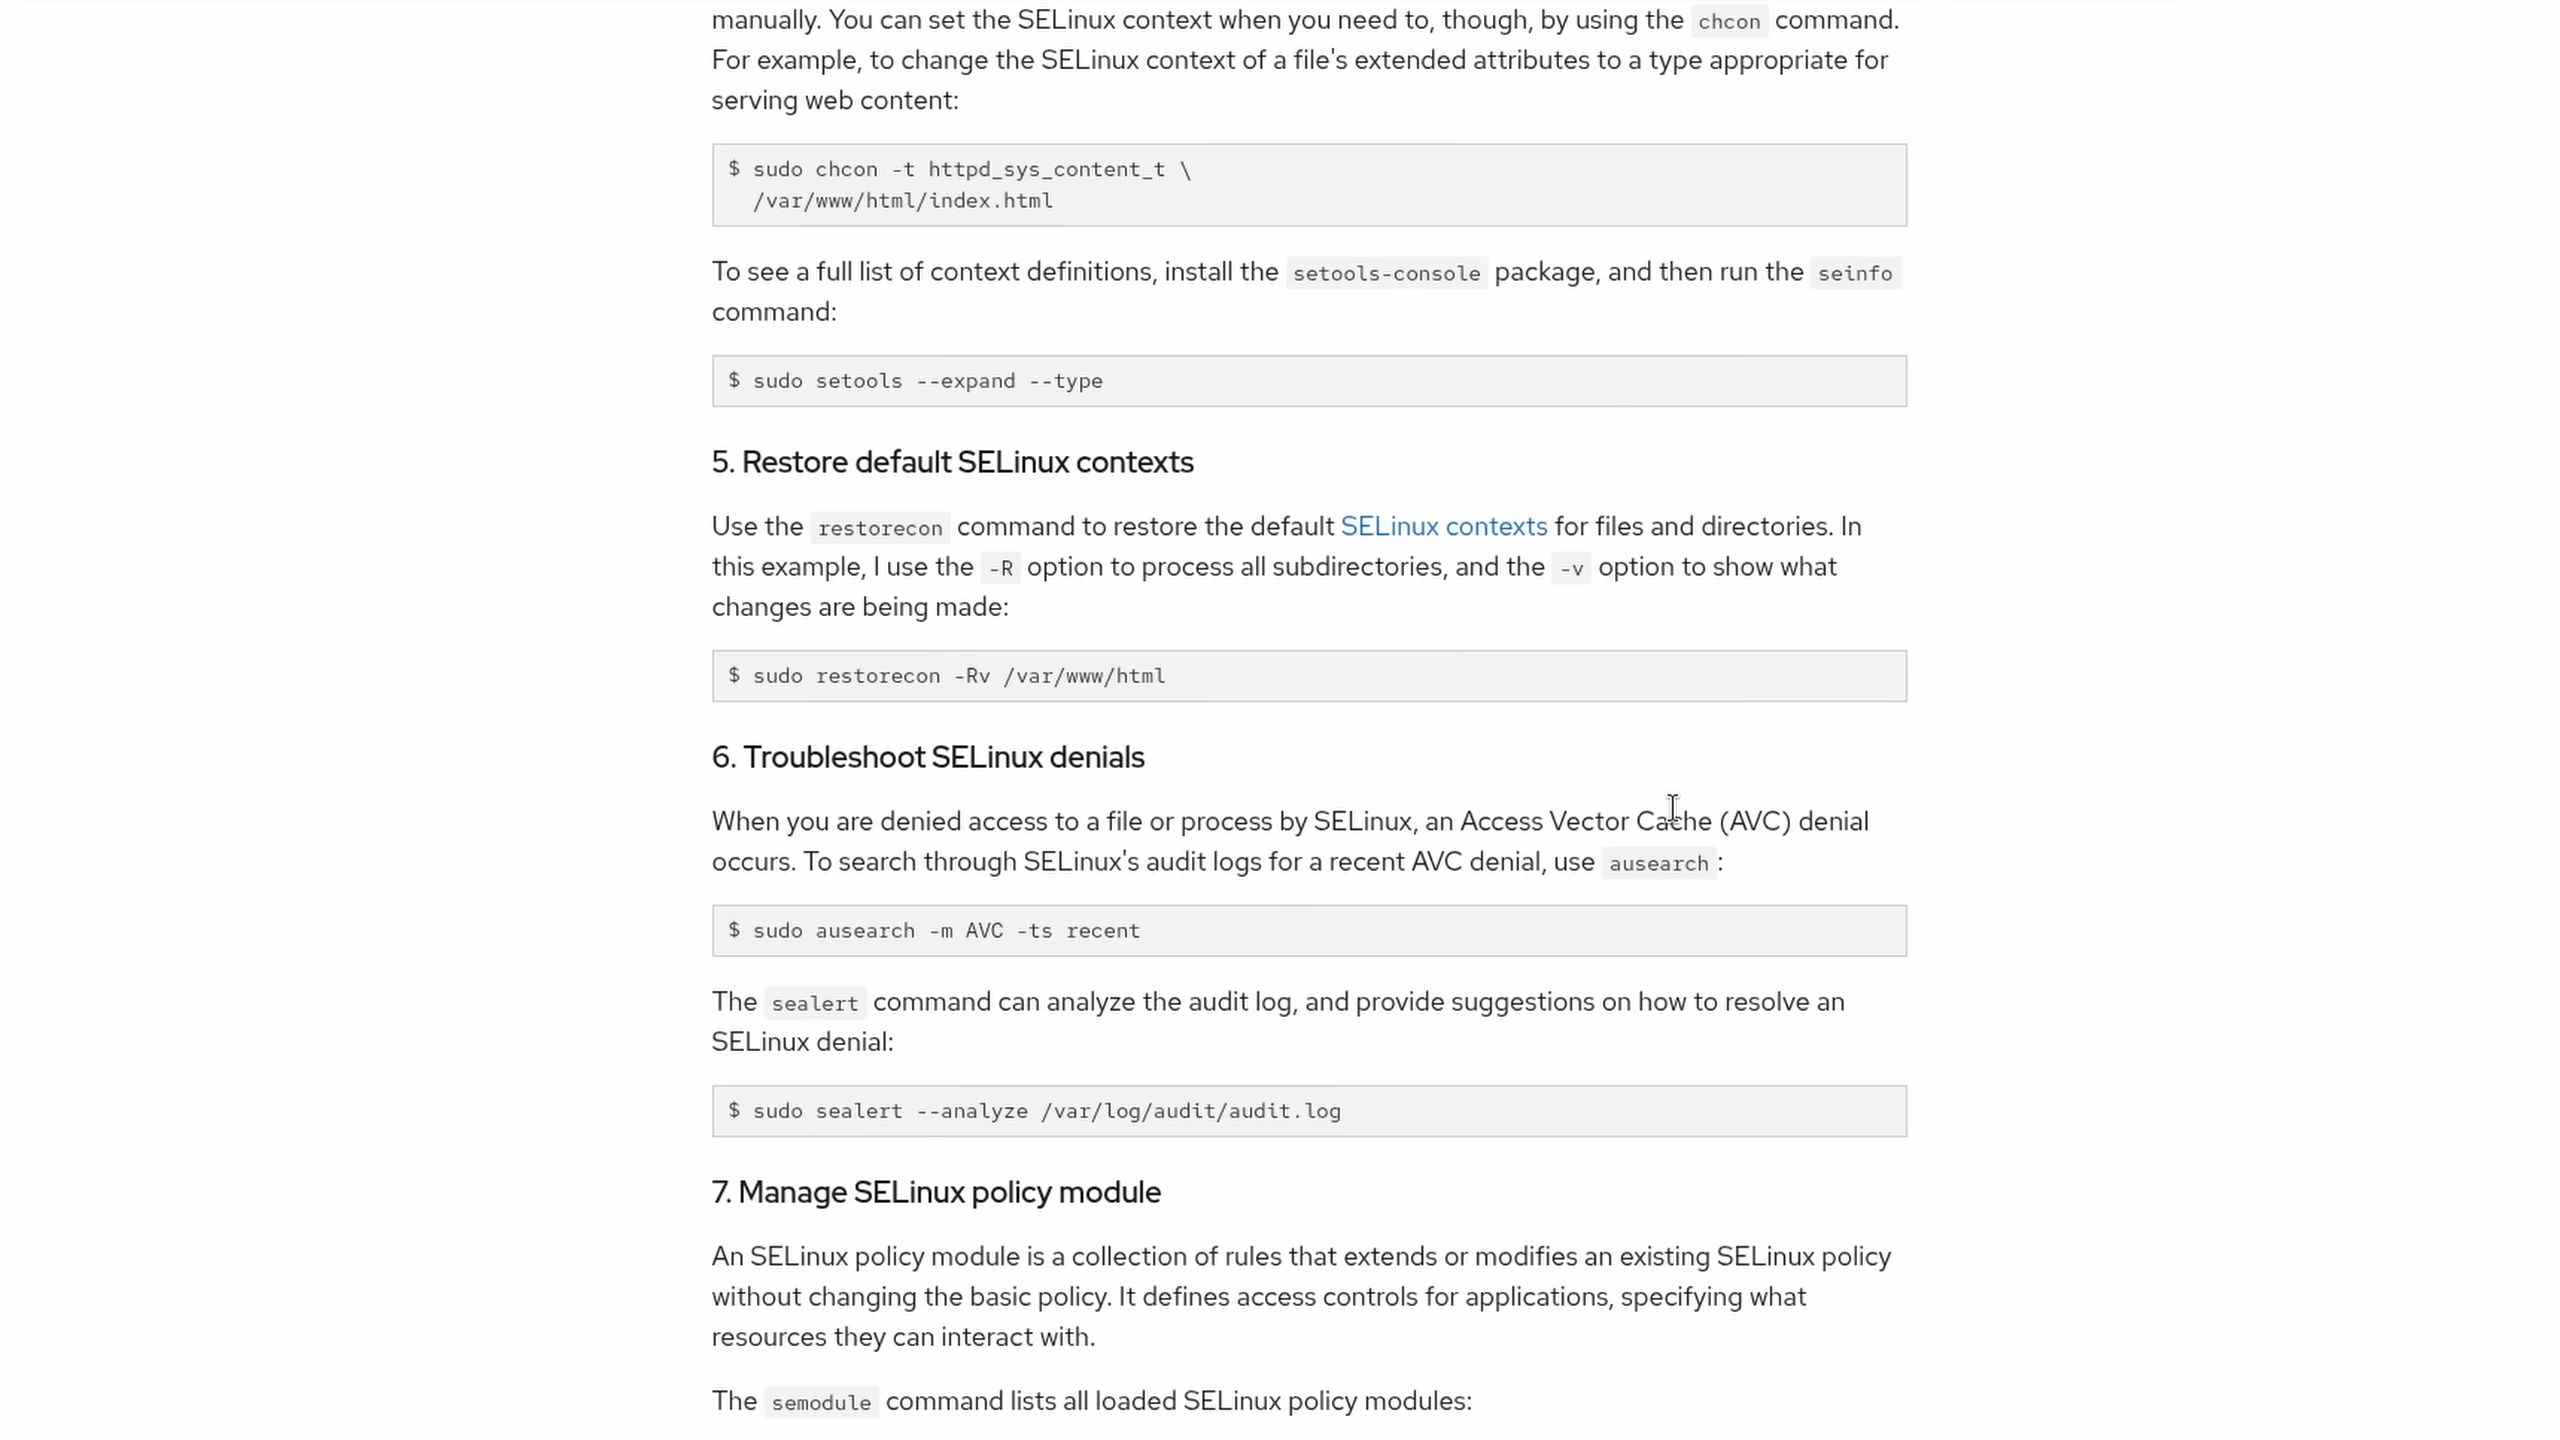 manually. You can set the SELinux context when you need to, though, by using the chcon command.
For example, to change the SELinux context of a file's extended attributes to a type appropriate for
serving web content:
$ sudo chcon -t httpd_sys_content_t \
/var/www/html/index.html
To see a full list of context definitions, install the setools-console package, and then run the seinfo
command:
$ sudo setools --expand --type
5. Restore default SELinux contexts
Use the restorecon command to restore the default SELinux contexts for files and directories. In
this example, I use the -R option to process all subdirectories, and the -v option to show what
changes are being made:
$ sudo restorecon -Rv /var/www/html
6. Troubleshoot SELinux denials
When you are denied access to a file or process by SELinux, an Access Vector Cache (AVC) denial
occurs. To search through SELinux's audit logs for a recent AVC denial, use ausearch:
$ sudo ausearch -m AVC -ts recent
The sealert command can analyze the audit log, and provide suggestions on how to resolve an
SELinux denial:
$ sudo sealert --analyze /var/log/audit/audit.log
7. Manage SELinux policy module
An SELinux policy module is a collection of rules that extends or modifies an existing SELinux policy
without changing the basic policy. It defines access controls for applications, specifying what
resources they can interact with.
The semodule command lists all loaded SELinux policy modules: